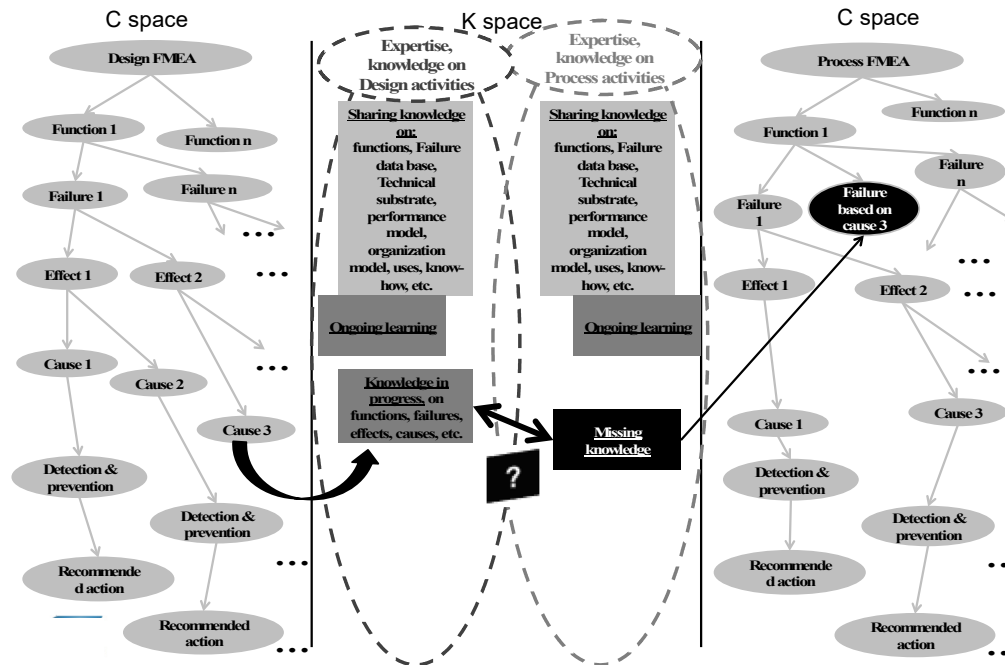 C space
Design FMEA
Function 1
Function n
Failure 1
Failure n
...
Effect 1
Effect 2
...
Cause 1
Cause 2
...
Cause 3
Detection &
prevention
Detection &
prevention
Recommende
d action
...
Recommended
action
...
K space
Expertise,
knowledge on
Design activities
Sharing knowledge
on:
functions, Failure
data base,
Technical
substrate,
performance
model,
organization
model, uses, know-
how, etc.
Ongoing learning
Knowledge in
progress, on
functions, failures,
effects, causes, etc.
Expertise,
knowledge on
Process activities
Sharing knowledge
on:
functions, Failure
data base,
Technical
substrate,
performance
model,
organization
model, uses, know-
how, etc.
Ongoing learning
Missing
knowledge
?
C space
Process FMEA
Function n
Function 1
Failure
n
Failure
1
Failure
based on
cause 3
...
Effect 1
Effect 2
...
...
Cause 1
Cause 3
Detection &
prevention
Detection &
prevention
Recommende
d action
...
Recommended
action
...